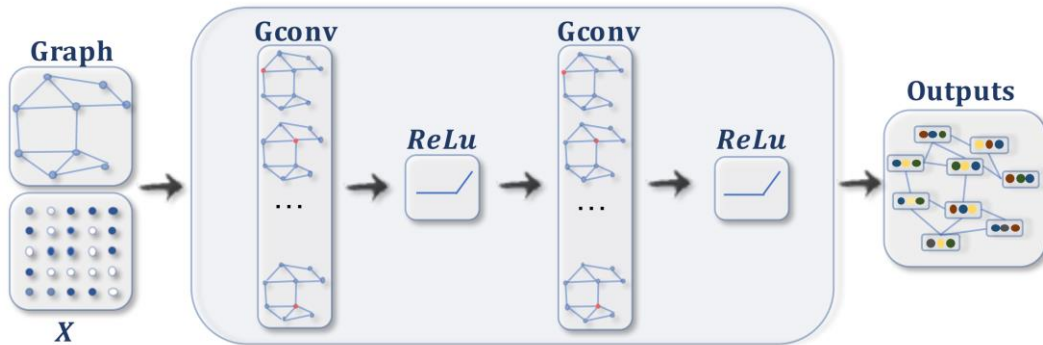 Graph
X
Gconv
...
ReLu
Gconv
...
ReLu
Outputs